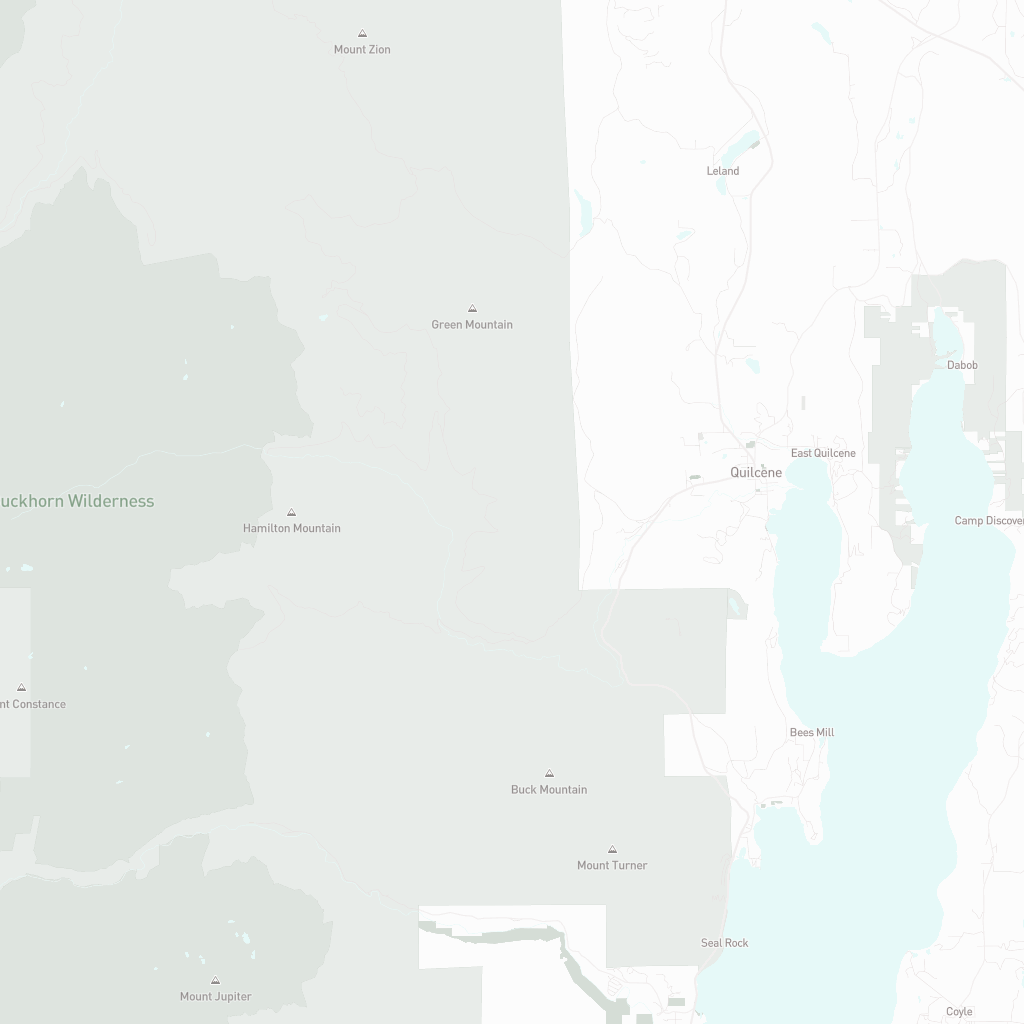 Mount Zion
Leland
Green Mountain
Dabob
East Quilcene
Quilcene
uckhorn Wilderness
Camp Discover
Hamilton Mountain
nt Constance
Bees Mill
Buck Mountain
Mount Turner
Seal Rock
Mount Jupiter
Coyle